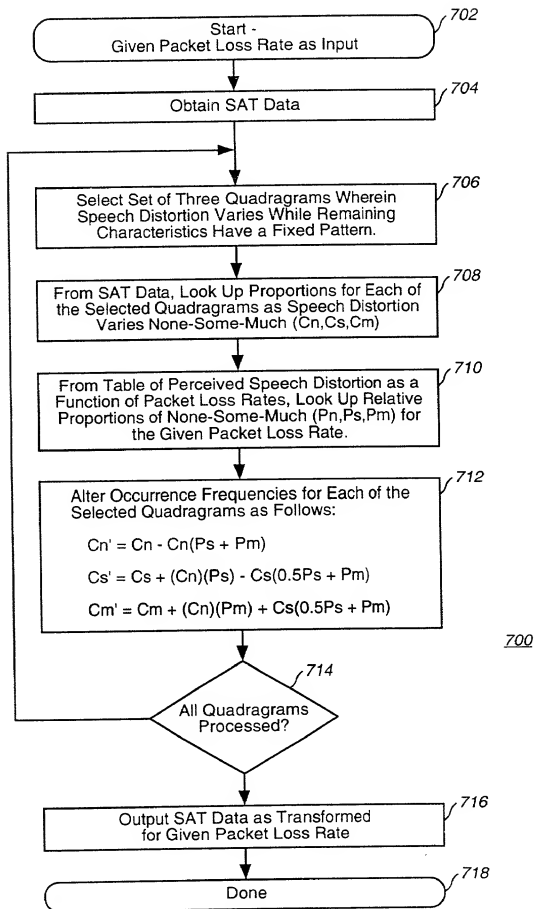 702
Start -
Given Packet Loss Rate as Input
704
Obtain SAT Data
706
Select Set of Three Quadragrams Wherein
Speech Distortion Varies While Remaining
Characteristics Have a Fixed Pattern.
708
From SAT Data, Look Up Proportions for Each of
the Selected Quadragrams as Speech Distortion
Varies None-Some-Much (Cn,Cs,Cm)
710
From Table of Perceived Speech Distortion as a
Function of Packet Loss Rates, Look Up Relative
Proportions of None-Some-Much (Pn,Ps,Pm) for
the Given Packet Loss Rate.
712
Alter Occurrence Frequencies for Each of the
Selected Quadragrams as Follows:
Cn' = Cn - Cn(Ps + Pm)
Cs' = Cs + (Cn)(Ps) - Cs(0.5Ps + Pm)
Cm' = Cm + (Cn)(Pm) + Cs(0.5Ps + Pm)
700
714
All Quadragrams
Processed?
716
Output SAT Data as Transformed
for Given Packet Loss Rate
718
Done